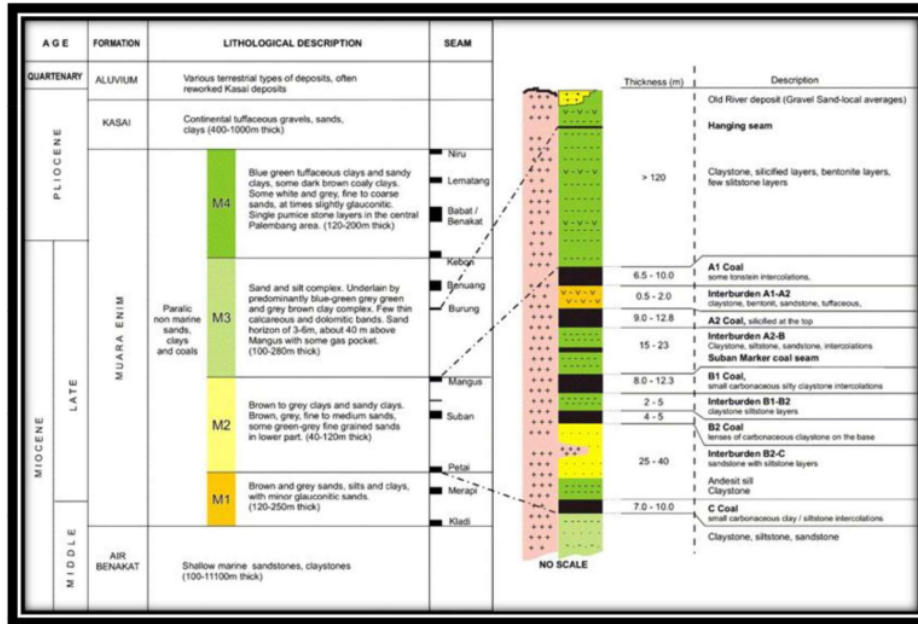 AGE FORMATION LITHOLOGICAL DESCRIPTION SEAM
QUARTENARY
ALUVIUM
Various terrestrial types of deposits, often
reworked Kasai deposits
PLIOCENE
KASAI
Continental tuffaceous gravels, sands,
clays (400-1000m thick)
MIOCENE
LATE
MIDDLE
MUARA ENIM
Paralic
non marine
sands,
clays
and coals
M4
Blue green tuffaceous clays and sandy
clays, some dark brown coaly clays.
Some white and grey, fine to coarse
sands, at times slightly glauconitic.
Single pumice stone layers in the central
Palembang area. (120-200m thick)
Niru
Lematang
Babat /
Benakat
Kebon
M3
Sand and silt complex. Underlain by
predominantly blue-green grey green
and grey brown clay complex. Few thin
calcareous and dolomitic bands. Sand
horizon of 3-6m, about 40 m above
Mangus with some gas pocket.
(100-280m thick)
Benuang
Burung
M2
Brown to grey clays and sandy clays.
Brown, grey, fine to medium sands,
some green-grey fine grained sands
in lower part. (40-120m thick)
Mangus
Suban
Petai
M1
Brown and grey sands, silts and clays,
with minor glauconitic sands.
(120-250m thick)
Merapi
Kladi
AIR
BENAKAT
Shallow marine sandstones, claystones
(100-11100m thick)
Thickness (m) Description
Old River deposit (Gravel Sand-local averages)
Hanging seam
> 120
Claystone, silicified layers, bentonite layers,
few slitstone layers
6.5 - 10.0
A1 Coal
some tonstein intercolations,
0.5 - 2.0
Interburden A1-A2
claystone, bentonit, sandstone, tuffaceous,
9.0 - 12.8
A2 Coal, silicified at the top
15 - 23
Interburden A2-B
Claystone, siltstone, sandstone, intercolations
Suban Marker coal seam
8.0 - 12.3
B1 Coal,
small carbonaceous silty claystone intercolations
2 - 5
Interburden B1-B2
claystone siltstone layers
4 - 5
B2 Coal
lenses of carbonaceous claystone on the base
25 - 40
Interburden B2-C
sandstone with siltstone layers
Andesit sill
Claystone
7.0 - 10.0
C Coal
small carbonaceous clay / siltstone intercolations
Claystone, siltstone, sandstone
NO SCALE